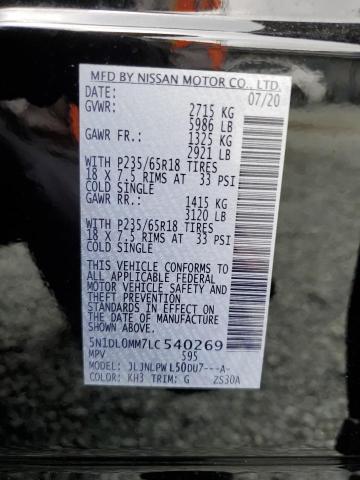 MFD BY NISSAN MOTOR CO., LTD.
DATE: 07/20
GVWR: 2715 KG
5986 LB
GAWR FR.: 1325 KG
2921 LB
WITH P235/65R18 TIRES
18 X 7.5 RIMS AT 33 PSI
COLD SINGLE
GAWR RR.: 1415 KG
3120 LB
WITH P235/65R18 TIRES
18 X 7.5 RIMS AT 33 PSI
COLD SINGLE
THIS VEHICLE CONFORMS TO
ALL APPLICABLE FEDERAL
MOTOR VEHICLE SAFETY
AND THEFT PREVENTION
STANDARDS IN EFFECT ON
THE DATE OF MANUFACTURE
SHOWN ABOVE.
5N1DL0MM7LC540269
MPV 595
MODEL: JLJNLPWL50DU7---A-
COLOR: KH3 TRIM: G ZS30A